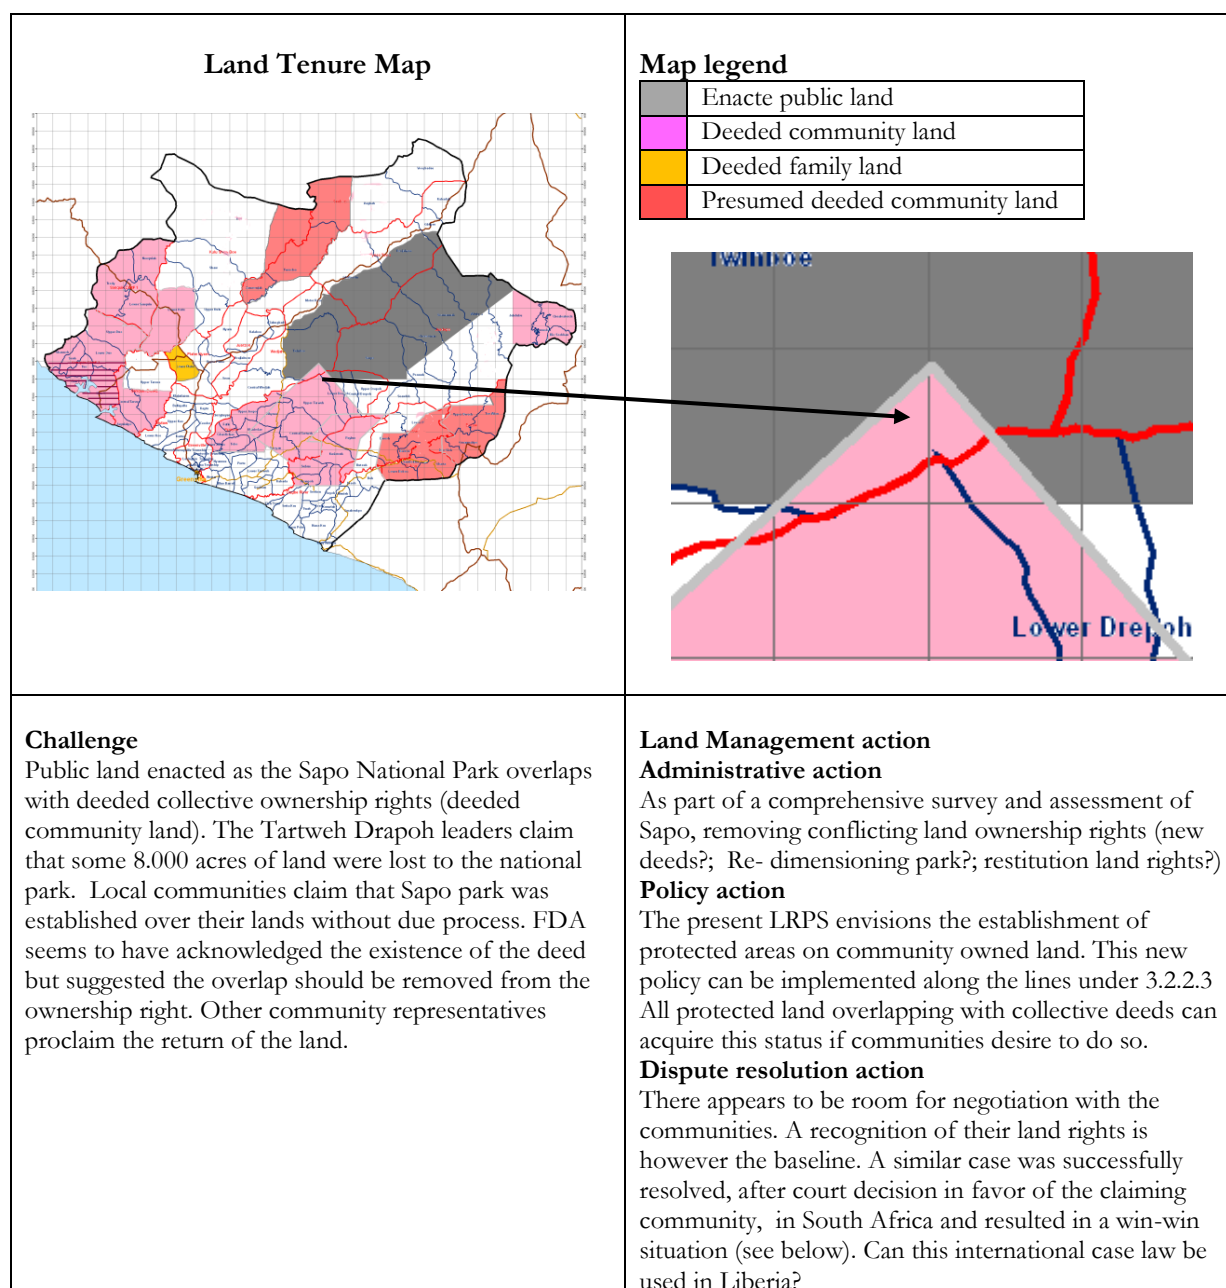 Land Tenure Map
Map legend
Enacte public land
Deeded community land
Deeded family land
Presumed deeded community land
Lower Drepoh
Challenge
Public land enacted as the Sapo National Park overlaps
with deeded collective ownership rights (deeded
community land). The Tartweh Drapoh leaders claim
that some 8.000 acres of land were lost to the national
park.  Local communities claim that Sapo park was
established over their lands without due process. FDA
seems to have acknowledged the existence of the deed
but suggested the overlap should be removed from the
ownership right. Other community representatives
proclaim the return of the land.
Land Management action
Administrative action
As part of a comprehensive survey and assessment of
Sapo, removing conflicting land ownership rights (new
deeds?;  Re- dimensioning park?; restitution land rights?)
Policy action
The present LRPS envisions the establishment of
protected areas on community owned land. This new
policy can be implemented along the lines under 3.2.2.3
All protected land overlapping with collective deeds can
acquire this status if communities desire to do so.
Dispute resolution action
There appears to be room for negotiation with the
communities. A recognition of their land rights is
however the baseline. A similar case was successfully
resolved, after court decision in favor of the claiming
community,  in South Africa and resulted in a win-win
situation (see below). Can this international case law be
used in Liberia?